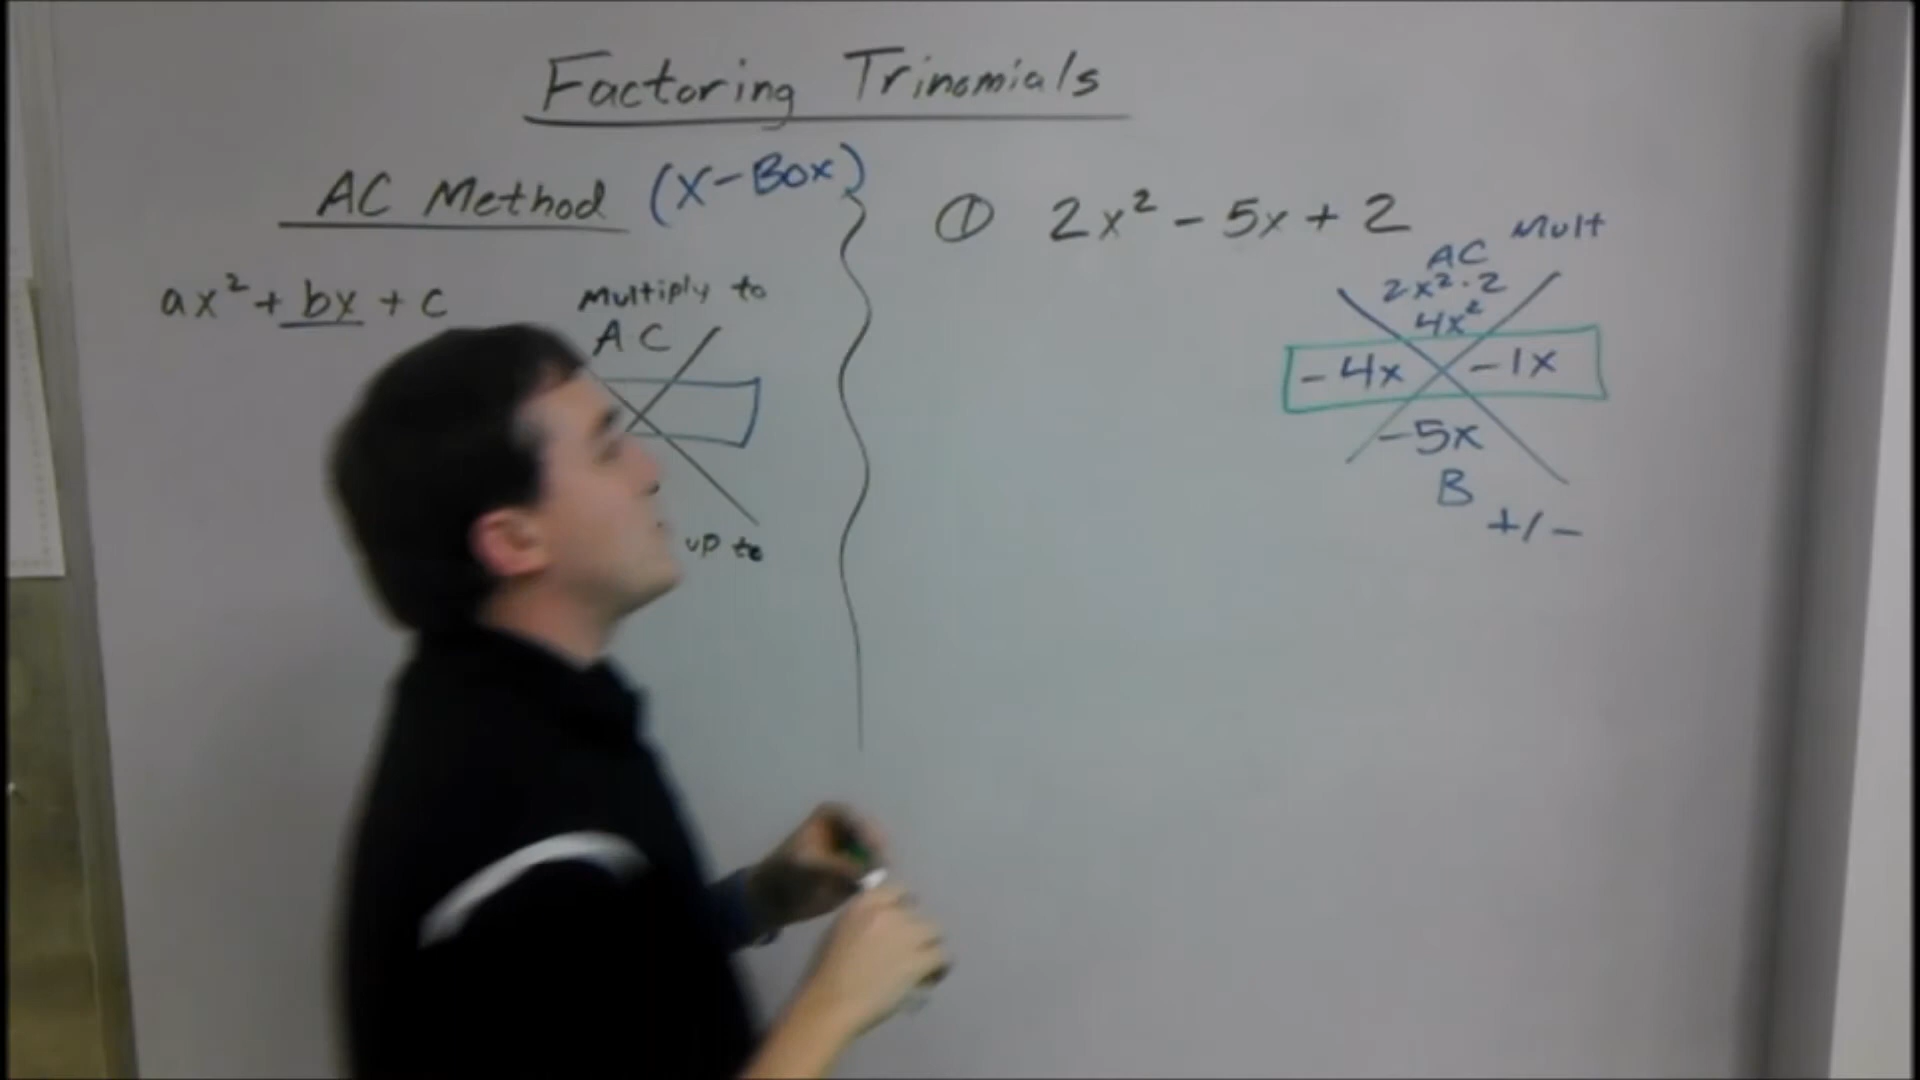 Factoring Trinomials
AC Method (X-Box)
ax² + bx + c
Multiply to
AC
up to
① 2x² - 5x + 2
Mult
AC
2x²·2
4x²
-4x -1x
-5x
B
+/-